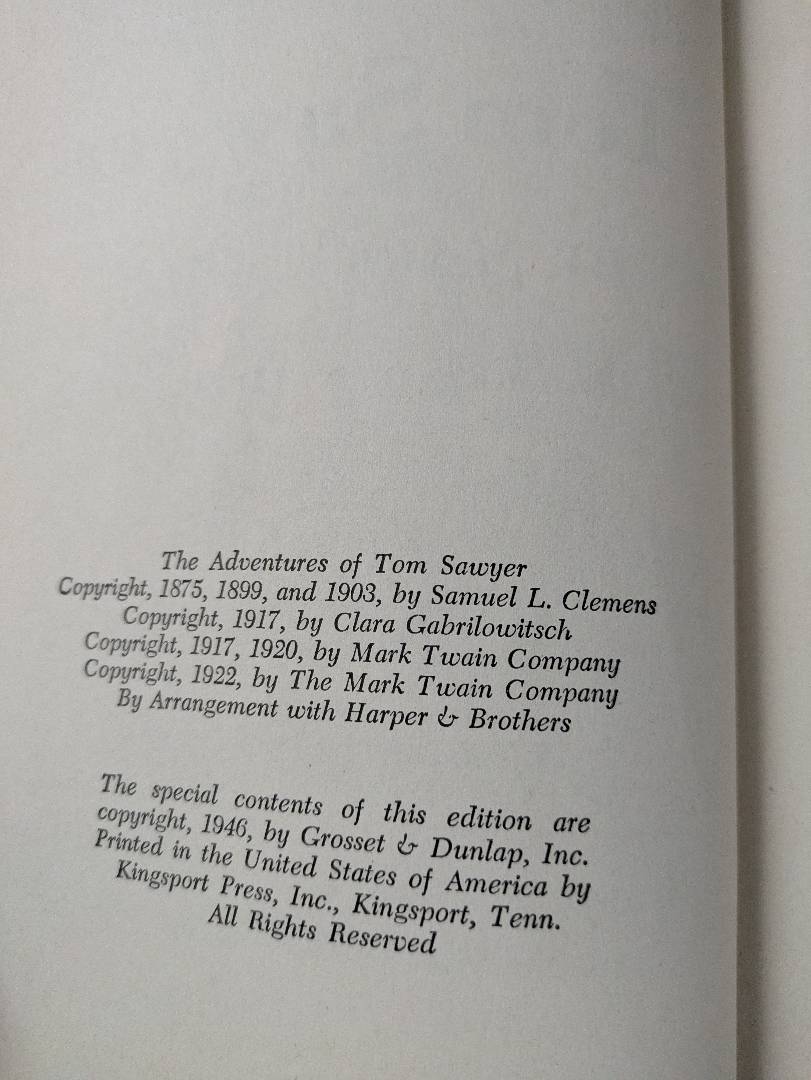 The Adventures of Tom Sawyer
Copyright, 1875, 1899, and 1903, by Samuel L. Clemens
Copyright, 1917, by Clara Gabrilowitsch
Copyright, 1917, 1920, by Mark Twain Company
Copyright, 1922, by The Mark Twain Company
By Arrangement with Harper & Brothers
The special contents of this edition are
copyright, 1946, by Grosset & Dunlap, Inc.
Printed in the United States of America by
Kingsport Press, Inc., Kingsport, Tenn.
All Rights Reserved